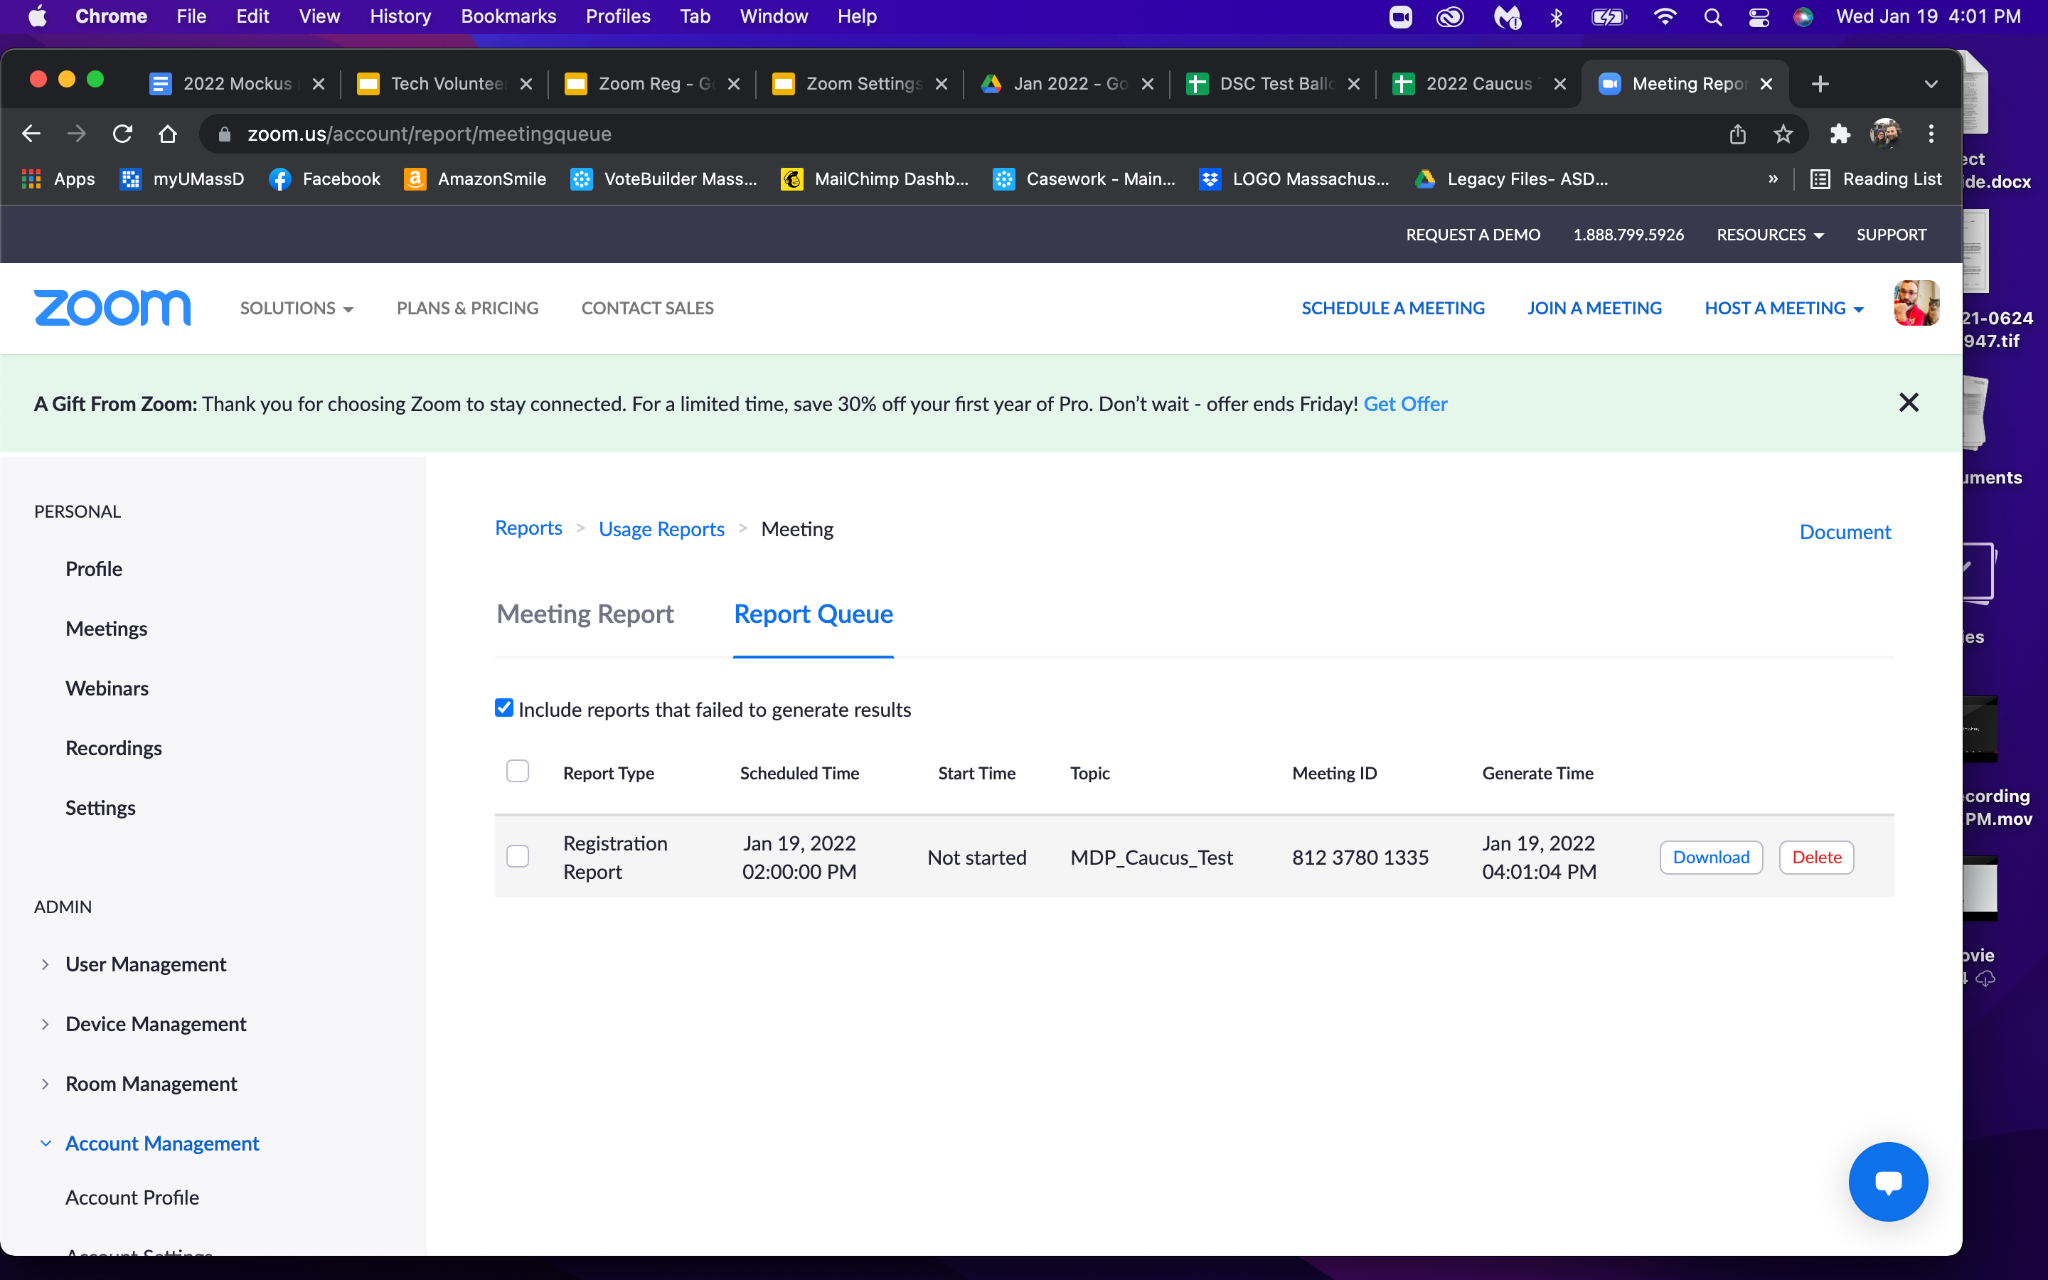 Chrome File Edit View History Bookmarks Profiles Tab Window Help Wed Jan 19 4:01 PM
2022 Mockus Tech Voluntee Zoom Reg - G Zoom Settings Jan 2022 - Go DSC Test Ballo 2022 Caucus Meeting Repo
zoom.us/account/report/meetingqueue
Apps myUMassD Facebook AmazonSmile VoteBuilder Mass... MailChimp Dashb... Casework - Main... LOGO Massachus... Legacy Files- ASD... » Reading List
ect
ide.docx
REQUEST A DEMO 1.888.799.5926 RESOURCES SUPPORT
zoom SOLUTIONS PLANS & PRICING CONTACT SALES SCHEDULE A MEETING JOIN A MEETING HOST A MEETING
21-0624
947.tif
A Gift From Zoom: Thank you for choosing Zoom to stay connected. For a limited time, save 30% off your first year of Pro. Don't wait - offer ends Friday! Get Offer
uments
PERSONAL
Profile
Meetings
Webinars
Recordings
Settings
ADMIN
User Management
Device Management
Room Management
Account Management
Account Profile
Account Settings
Reports > Usage Reports > Meeting
Document
Meeting Report Report Queue
Include reports that failed to generate results
Report Type Scheduled Time Start Time Topic Meeting ID Generate Time
Registration Report Jan 19, 2022 02:00:00 PM Not started MDP_Caucus_Test 812 3780 1335 Jan 19, 2022 04:01:04 PM Download Delete
ies
cording
PM.mov
ovie
4